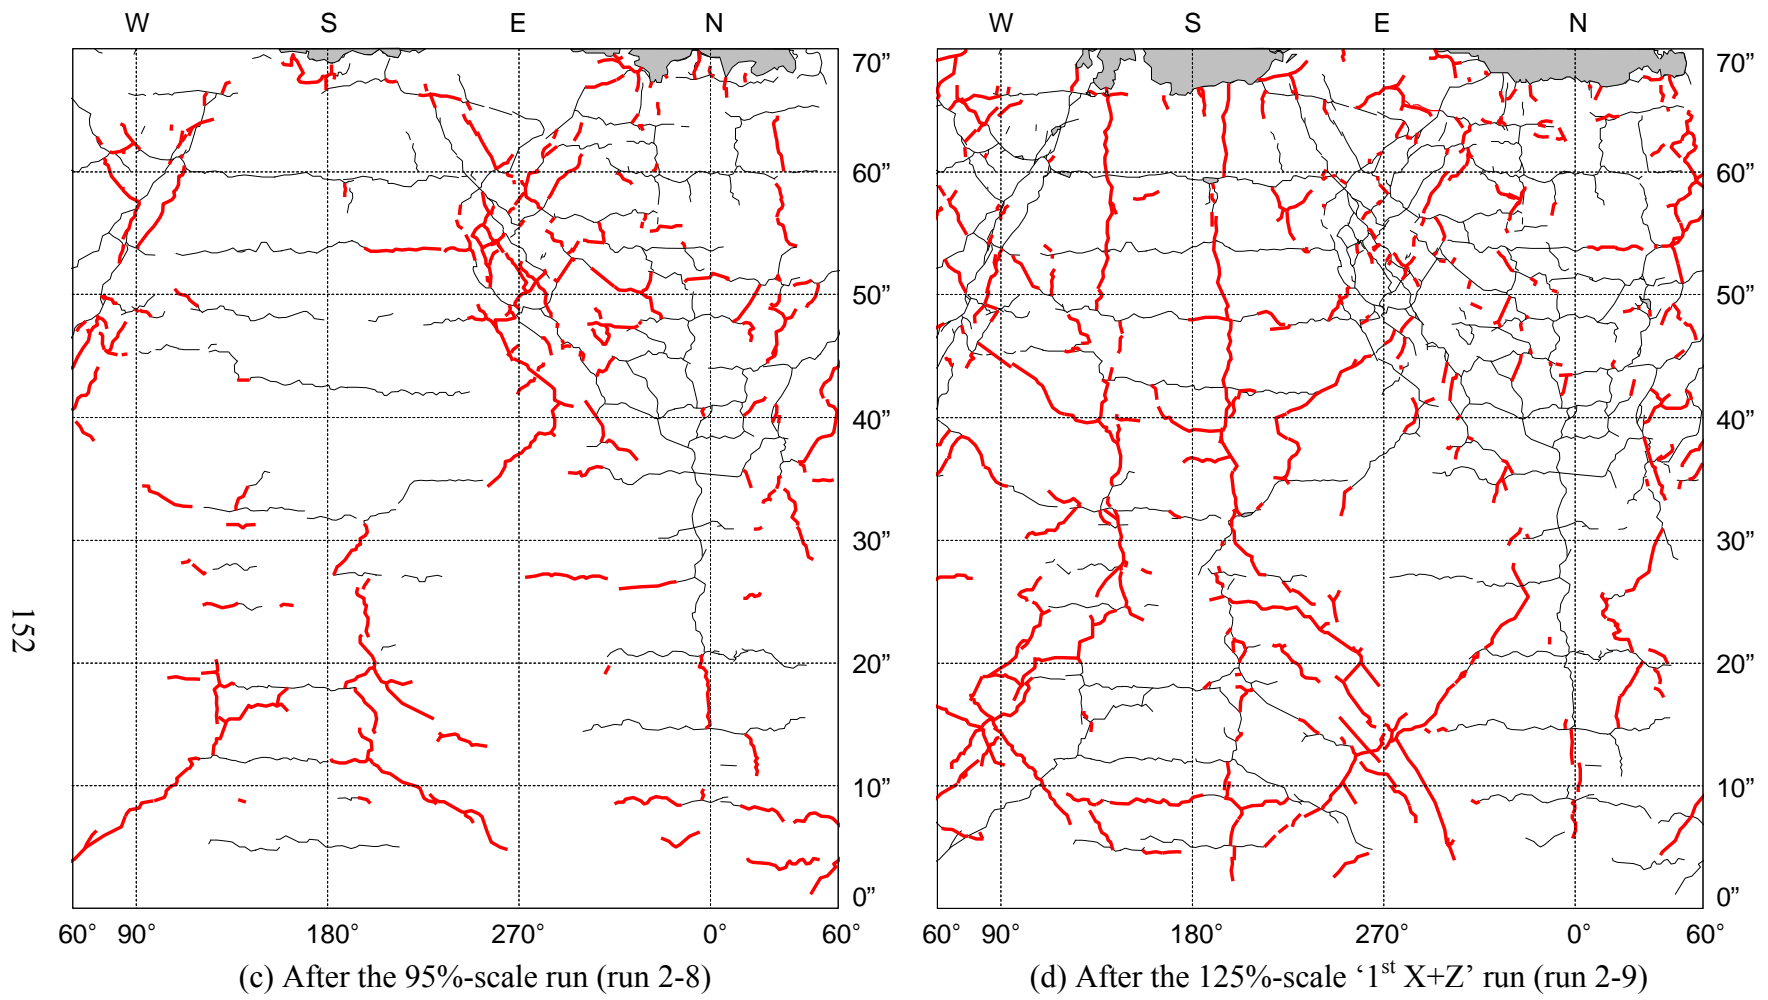 W S E N W S E N
70” 70”
60” 60”
50” 50”
40” 40”
30” 30”
20” 20”
10” 10”
0” 0”
60° 90° 180° 270° 0° 60° 60° 90° 180° 270° 0° 60°
(c) After the 95%-scale run (run 2-8)
(d) After the 125%-scale ‘1st X+Z’ run (run 2-9)
152